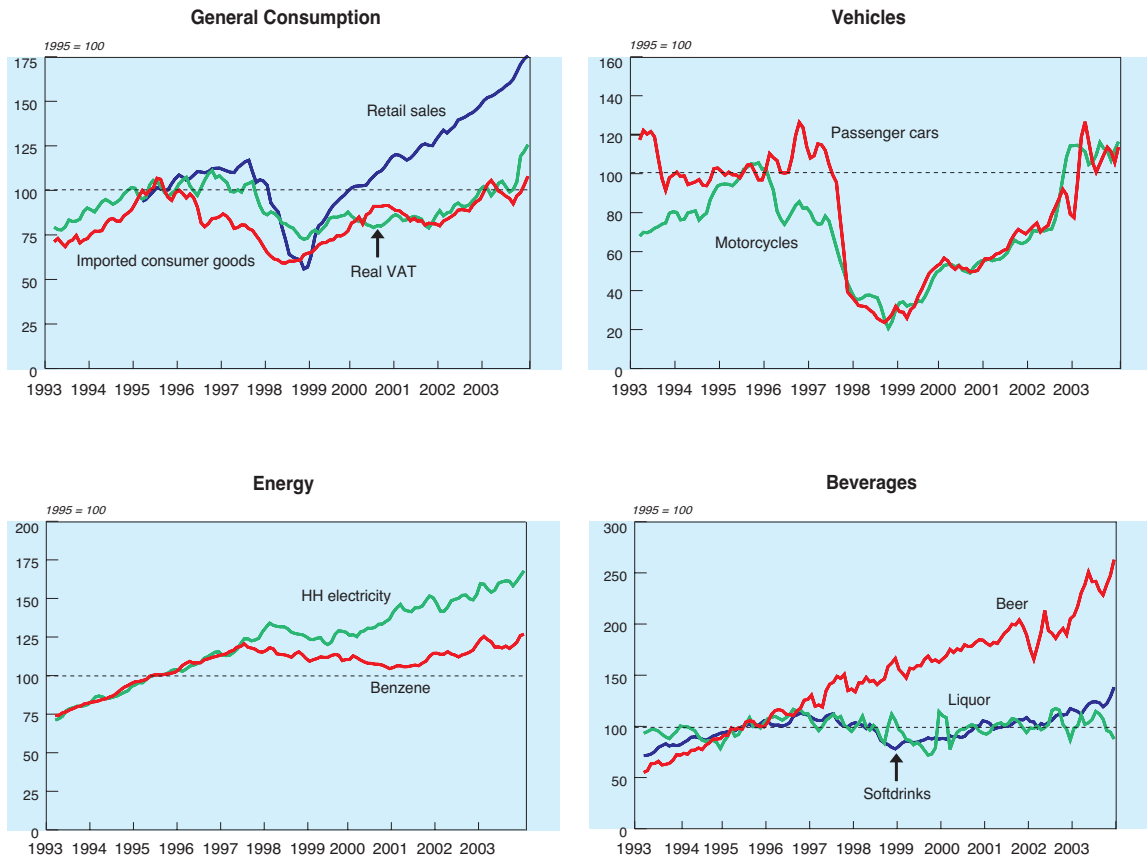 General Consumption
1995 = 100
175
150
125
100
75
50
25
0
Retail sales
Imported consumer goods
Real VAT
1993 1994 1995 1996 1997 1998 1999 2000 2001 2002 2003
Vehicles
1995 = 100
160
140
120
100
80
60
40
20
0
Passenger cars
Motorcycles
1993 1994 1995 1996 1997 1998 1999 2000 2001 2002 2003
Energy
1995 = 100
200
175
150
125
100
75
50
25
0
HH electricity
Benzene
1993 1994 1995 1996 1997 1998 1999 2000 2001 2002 2003
Beverages
1995 = 100
300
250
200
150
100
50
0
Beer
Liquor
Softdrinks
1993 1994 1995 1996 1997 1998 1999 2000 2001 2002 2003